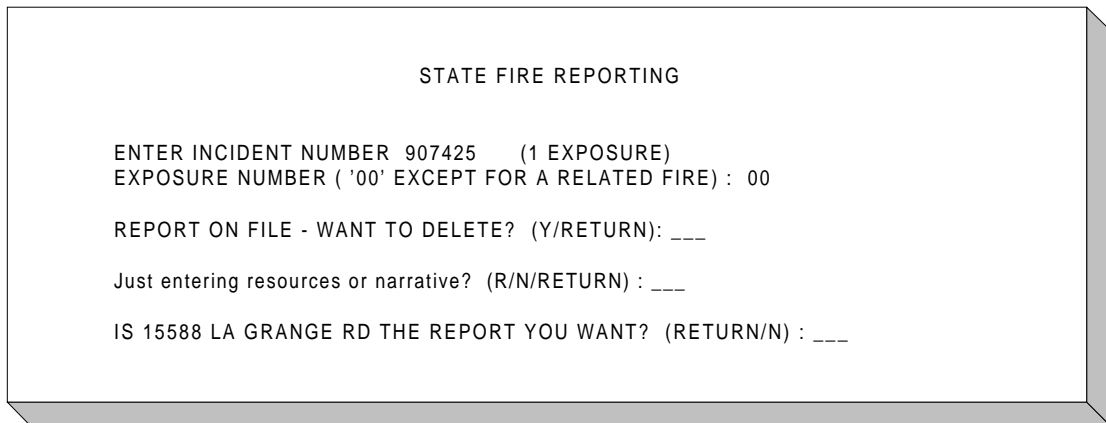 STATE FIRE REPORTING
ENTER INCIDENT NUMBER 907425 (1 EXPOSURE)
EXPOSURE NUMBER ( '00' EXCEPT FOR A RELATED FIRE) : 00
REPORT ON FILE - WANT TO DELETE? (Y/RETURN): ___
Just entering resources or narrative? (R/N/RETURN) : ___
IS 15588 LA GRANGE RD THE REPORT YOU WANT? (RETURN/N) : ___